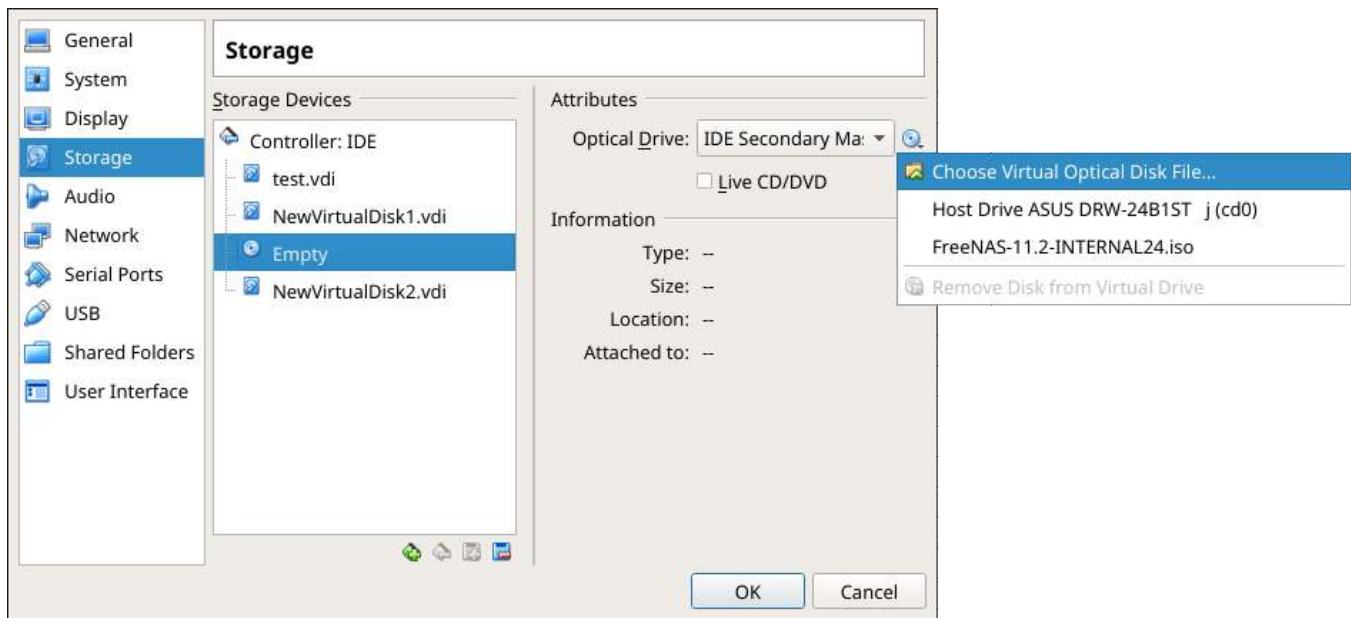 General
System
Display
Storage
Audio
Network
Serial Ports
USB
Shared Folders
User Interface
Storage
Storage Devices
Controller: IDE
test.vdi
NewVirtualDisk1.vdi
Empty
NewVirtualDisk2.vdi
Attributes
Optical Drive: IDE Secondary Ma:
Live CD/DVD
Information
Type: --
Size: --
Location: --
Attached to: --
Choose Virtual Optical Disk File...
Host Drive ASUS DRW-24B1ST j (cd0)
FreeNAS-11.2-INTERNAL24.iso
Remove Disk from Virtual Drive
OK Cancel